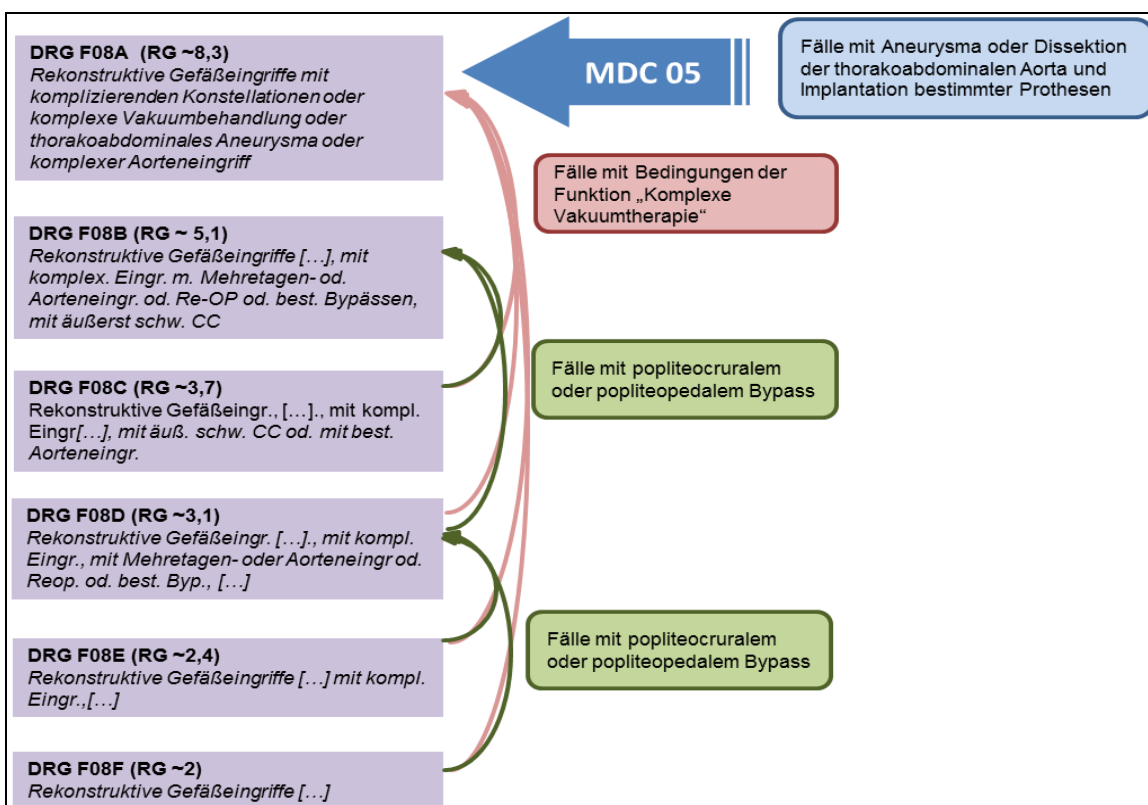 DRG F08A (RG ~8,3)
Rekonstruktive Gefäßeingriffe mit
komplizierenden Konstellationen oder
komplexe Vakuumbehandlung oder
thorakoabdominales Aneurysma oder
komplexer Aorteneingriff
MDC 05
Fälle mit Aneurysma oder Dissektion
der thorakoabdominalen Aorta und
Implantation bestimmter Prothesen
Fälle mit Bedingungen der
Funktion „Komplexe
Vakuumtherapie“
DRG F08B (RG ~ 5,1)
Rekonstruktive Gefäßeingriffe [...], mit
komplex. Eingr. m. Mehretagen- od.
Aorteneingr. od. Re-OP od. best. Bypässen,
mit äußerst schw. CC
Fälle mit popliteocruralem
oder popliteopedalem Bypass
DRG F08C (RG ~3,7)
Rekonstruktive Gefäßeingr., [...]., mit kompl.
Eingr[...], mit äuß. schw. CC od. mit best.
Aorteneingr.
DRG F08D (RG ~3,1)
Rekonstruktive Gefäßeingr. [...]., mit kompl.
Eingr., mit Mehretagen- oder Aorteneingr od.
Reop. od. best. Byp., [...]
Fälle mit popliteocruralem
oder popliteopedalem Bypass
DRG F08E (RG ~2,4)
Rekonstruktive Gefäßeingriffe [...] mit kompl.
Eingr.,[...]
DRG F08F (RG ~2)
Rekonstruktive Gefäßeingriffe [...]